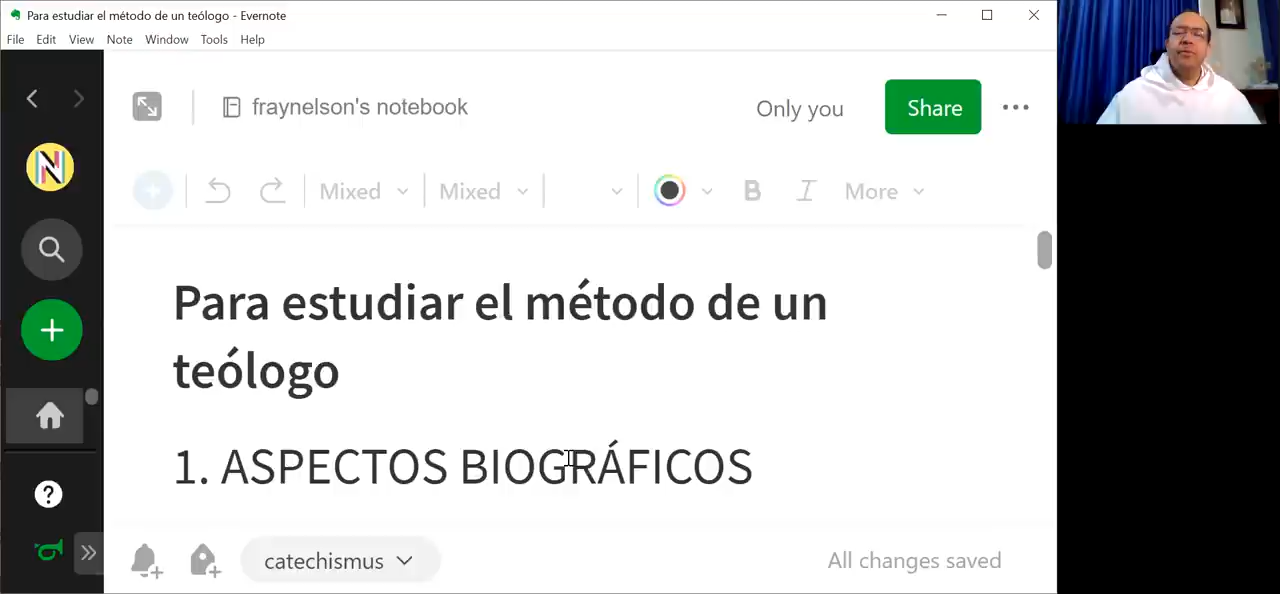 Para estudiar el método de un teólogo - Evernote
File Edit View Note Window Tools Help
fraynelson's notebook
Only you
Share
Mixed
Mixed
B I More
Para estudiar el método de un
teólogo
1. ASPECTOS BIOGRÁFICOS
catechismus
All changes saved